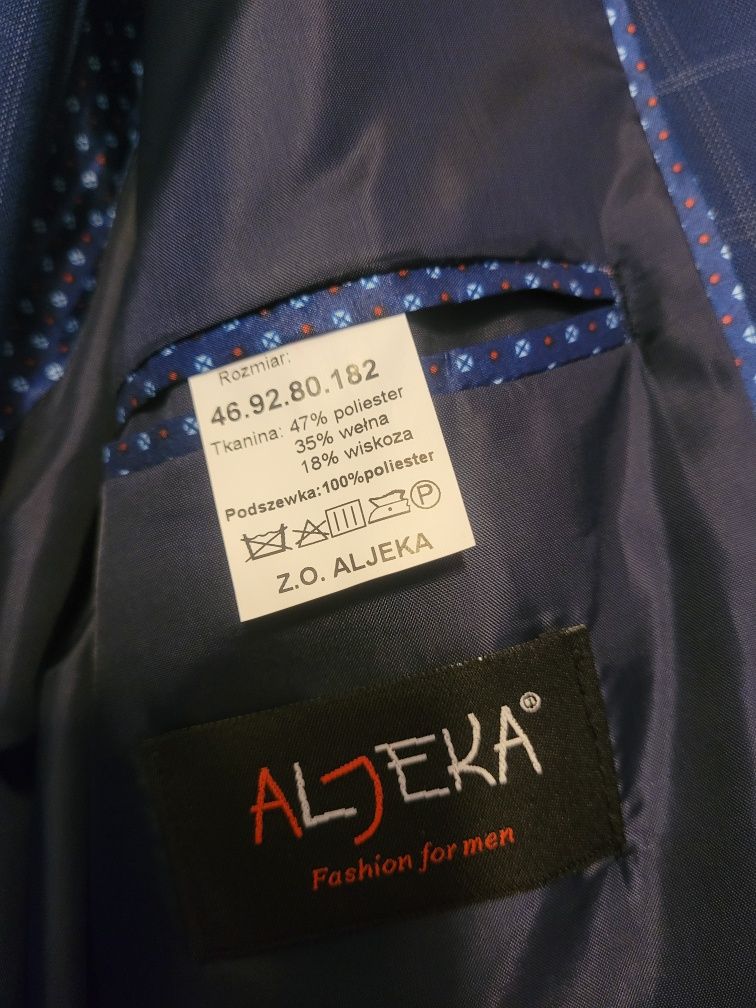 Rozmiar:
46.92.80.182
Tkanina: 47% poliester
35% wełna
18% wiskoza
Podszewka:100%poliester
P
Z.O. ALJEKA
ALJEKA®
Fashion for men